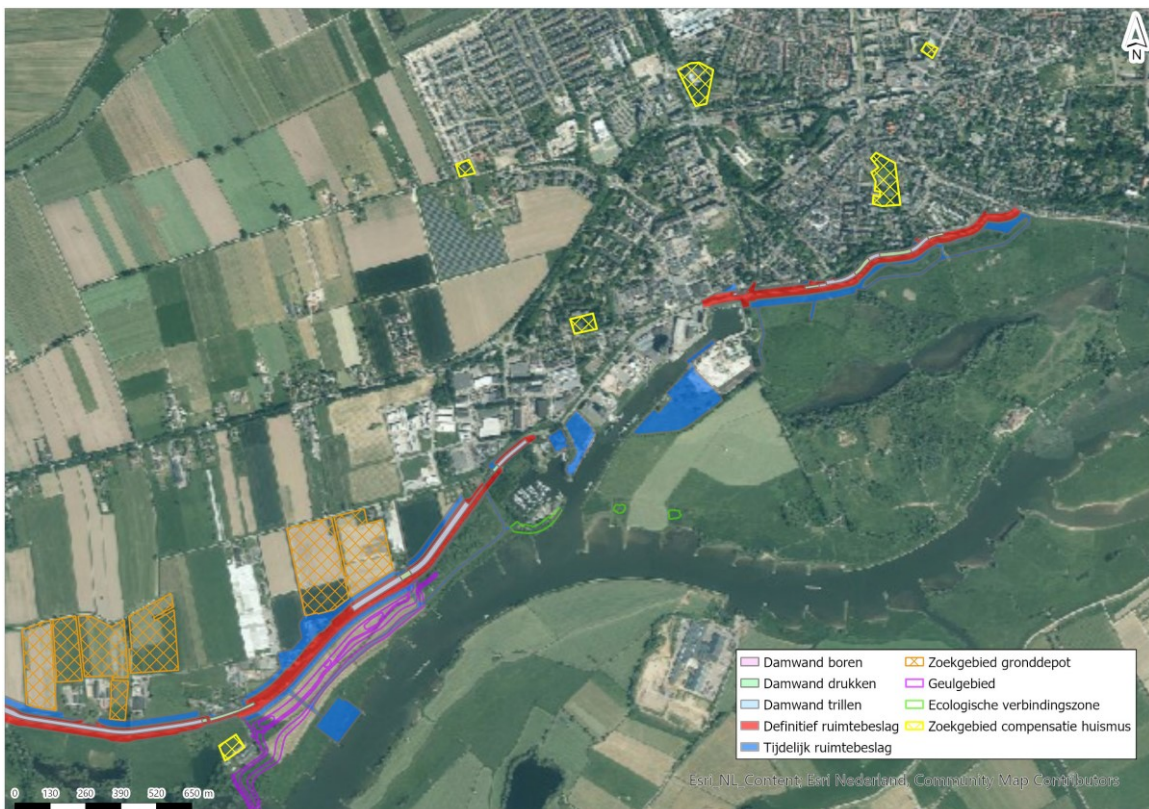 N
Damwand boren
Damwand drukken
Damwand trillen
Definitief ruimtebeslag
Tijdelijk ruimtebeslag
Zoekgebied gronddepot
Geulgebied
Ecologische verbindingszone
Zoekgebied compensatie huismus
Esri NL Content, Esri Nederland, Community Map Contributors
0 130 260 390 520 650 m